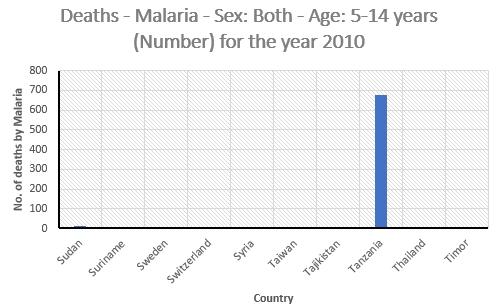 Deaths - Malaria - Sex: Both - Age: 5-14 years
(Number) for the year 2010
No. of deaths by Malaria
800
700
600
500
400
300
200
100
0
Sudan
Suriname
Sweden
Switzerland
Syria
Taiwan
Tajikistan
Tanzania
Thailand
Timor
Country